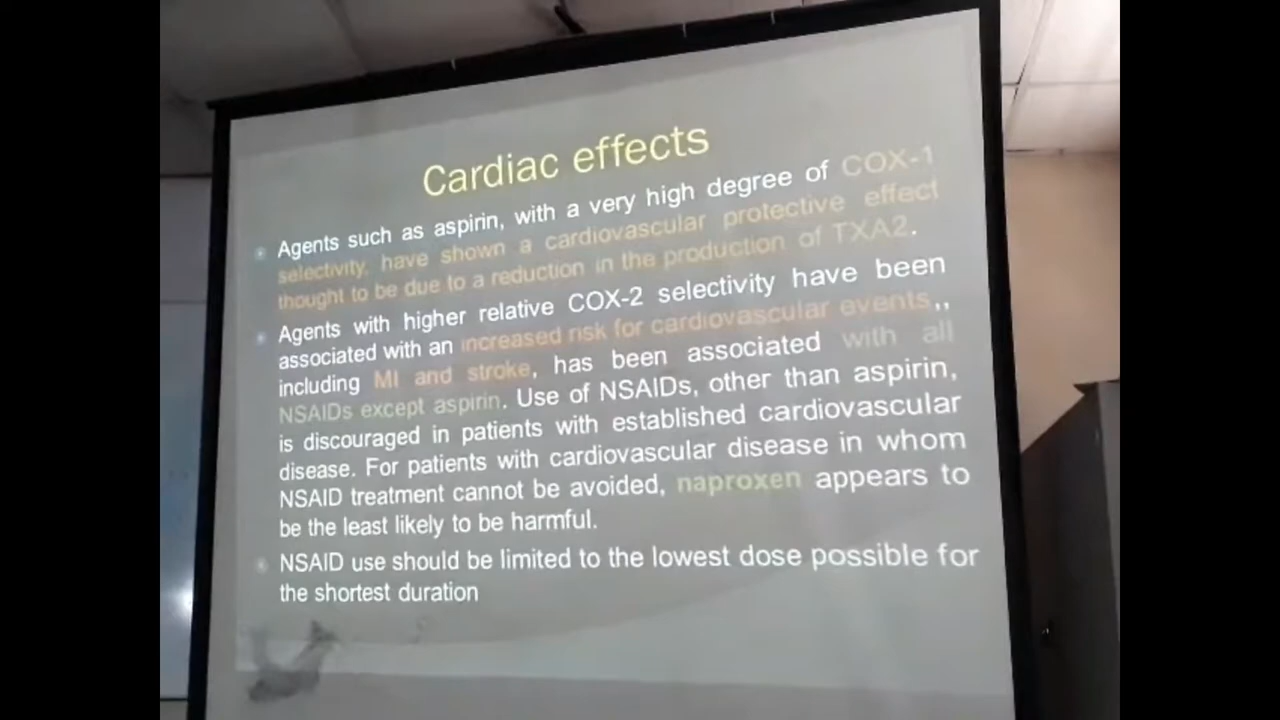 Cardiac effects
Agents such as aspirin, with a very high degree of COX-1
selectivity, have shown a cardiovascular protective effect
thought to be due to a reduction in the production of TXA2.
Agents with higher relative COX-2 selectivity have been
associated with an increased risk for cardiovascular events,,
including MI and stroke, has been associated with all
NSAIDs except aspirin. Use of NSAIDs, other than aspirin,
is discouraged in patients with established cardiovascular
disease. For patients with cardiovascular disease in whom
NSAID treatment cannot be avoided, naproxen appears to
be the least likely to be harmful.
NSAID use should be limited to the lowest dose possible for
the shortest duration